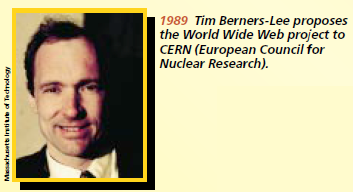 1989 Tim Berners-Lee proposes
the World Wide Web project to
CERN (European Council for
Nuclear Research).
Massachusetts Institute of Technology